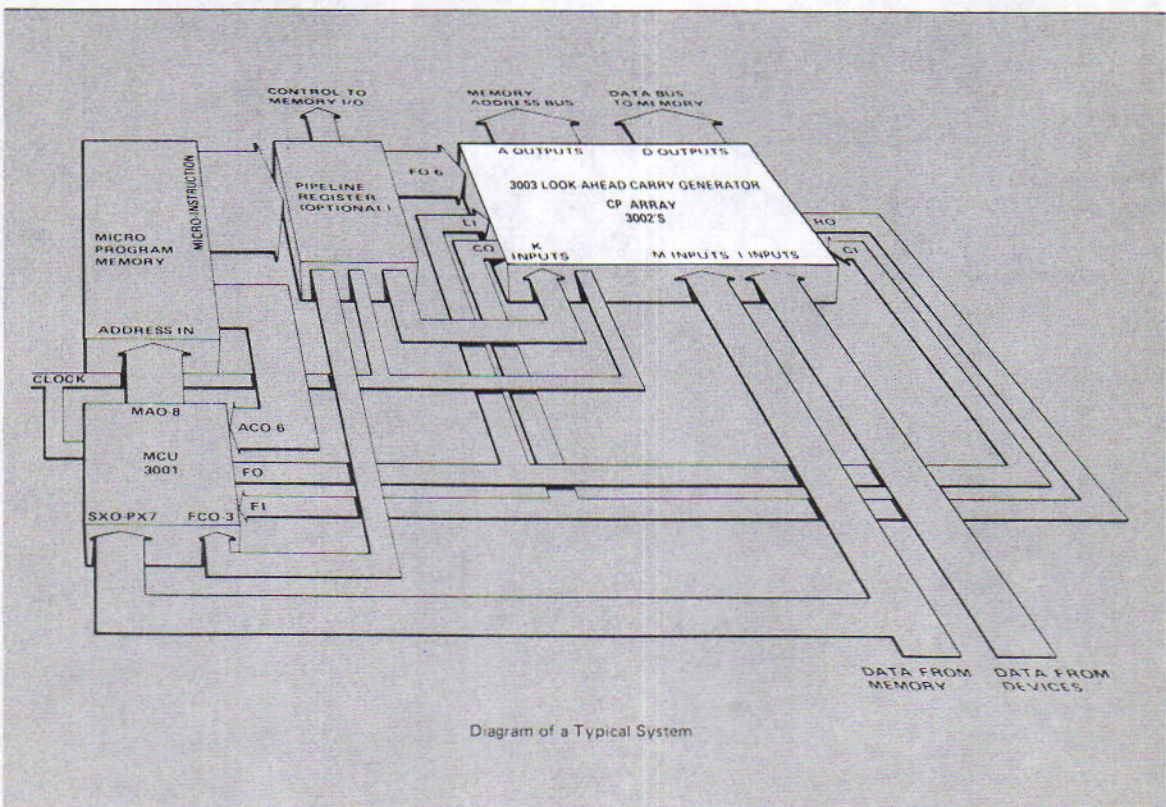 CONTROL TO
MEMORY I/O
MEMORY
ADDRESS BUS
DATA BUS
TO MEMORY
MICRO-INSTRUCTION
MICRO
PROGRAM
MEMORY
ADDRESS IN
PIPELINE
REGISTER
(OPTIONAL)
FO 6
A OUTPUTS
D OUTPUTS
3003 LOOK AHEAD CARRY GENERATOR
CP ARRAY
3002'S
LI
CO
K
INPUTS
M INPUTS
I INPUTS
RO
CI
CLOCK
MAO-8
MCU
3001
ACO-6
FO
FI
SXO-PX7
FCO-3
DATA FROM
MEMORY
DATA FROM
DEVICES
Diagram of a Typical System